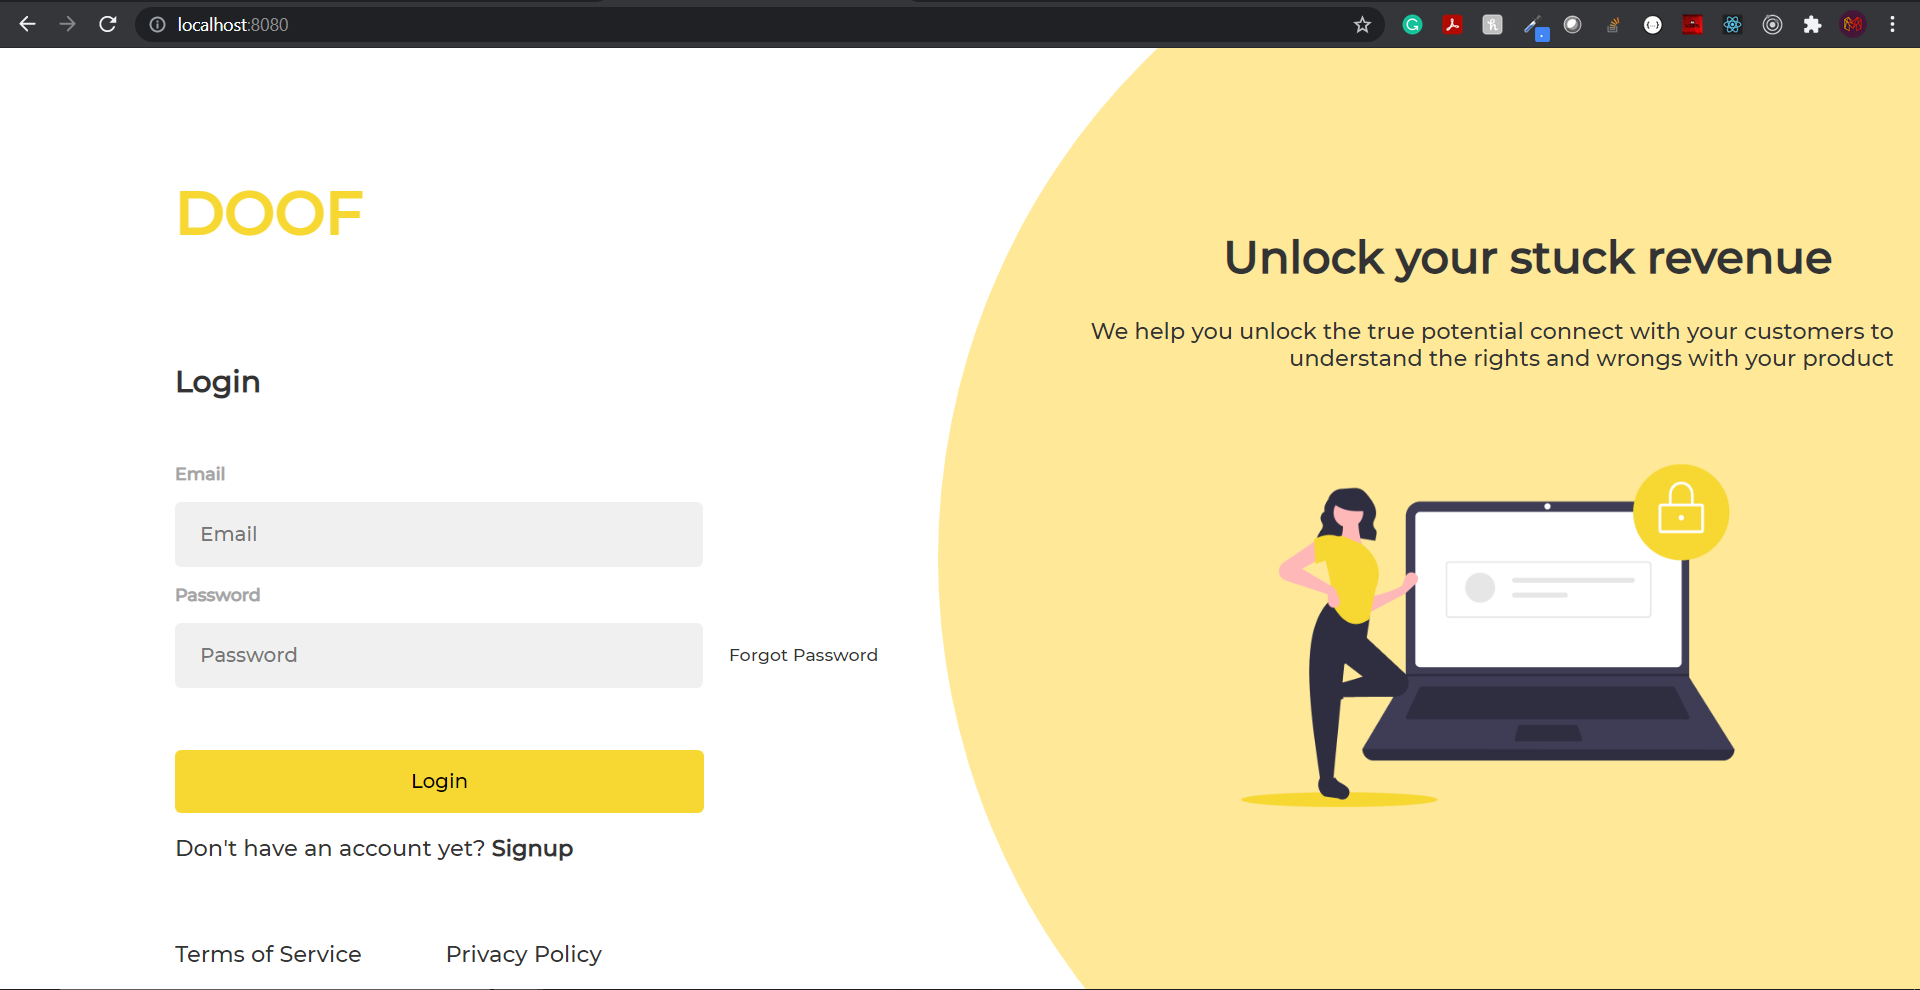 localhost:8080
DOOF
Login
Email
Email
Password
Password
Forgot Password
Login
Don't have an account yet? Signup
Terms of Service
Privacy Policy
Unlock your stuck revenue
We help you unlock the true potential connect with your customers to
understand the rights and wrongs with your product